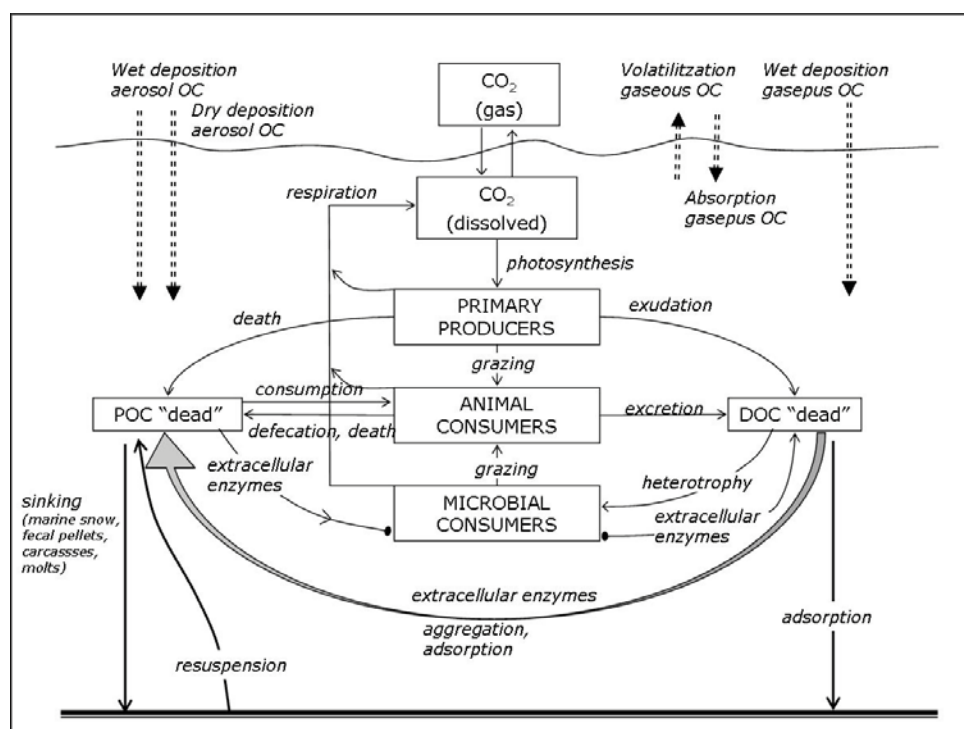 Wet deposition
aerosol OC
Dry deposition
aerosol OC
CO2
(gas)
Volatilitzation
gaseous OC
Wet deposition
gasepus OC
Absorption
gasepus OC
respiration
CO2
(dissolved)
photosynthesis
PRIMARY
PRODUCERS
death
exudation
grazing
consumption
POC “dead”
ANIMAL
CONSUMERS
excretion
DOC “dead”
defecation, death
grazing
extracellular
enzymes
heterotrophy
MICROBIAL
CONSUMERS
extracellular
enzymes
sinking
(marine snow,
fecal pellets,
carcassses,
molts)
extracellular enzymes
aggregation,
adsorption
adsorption
resuspension